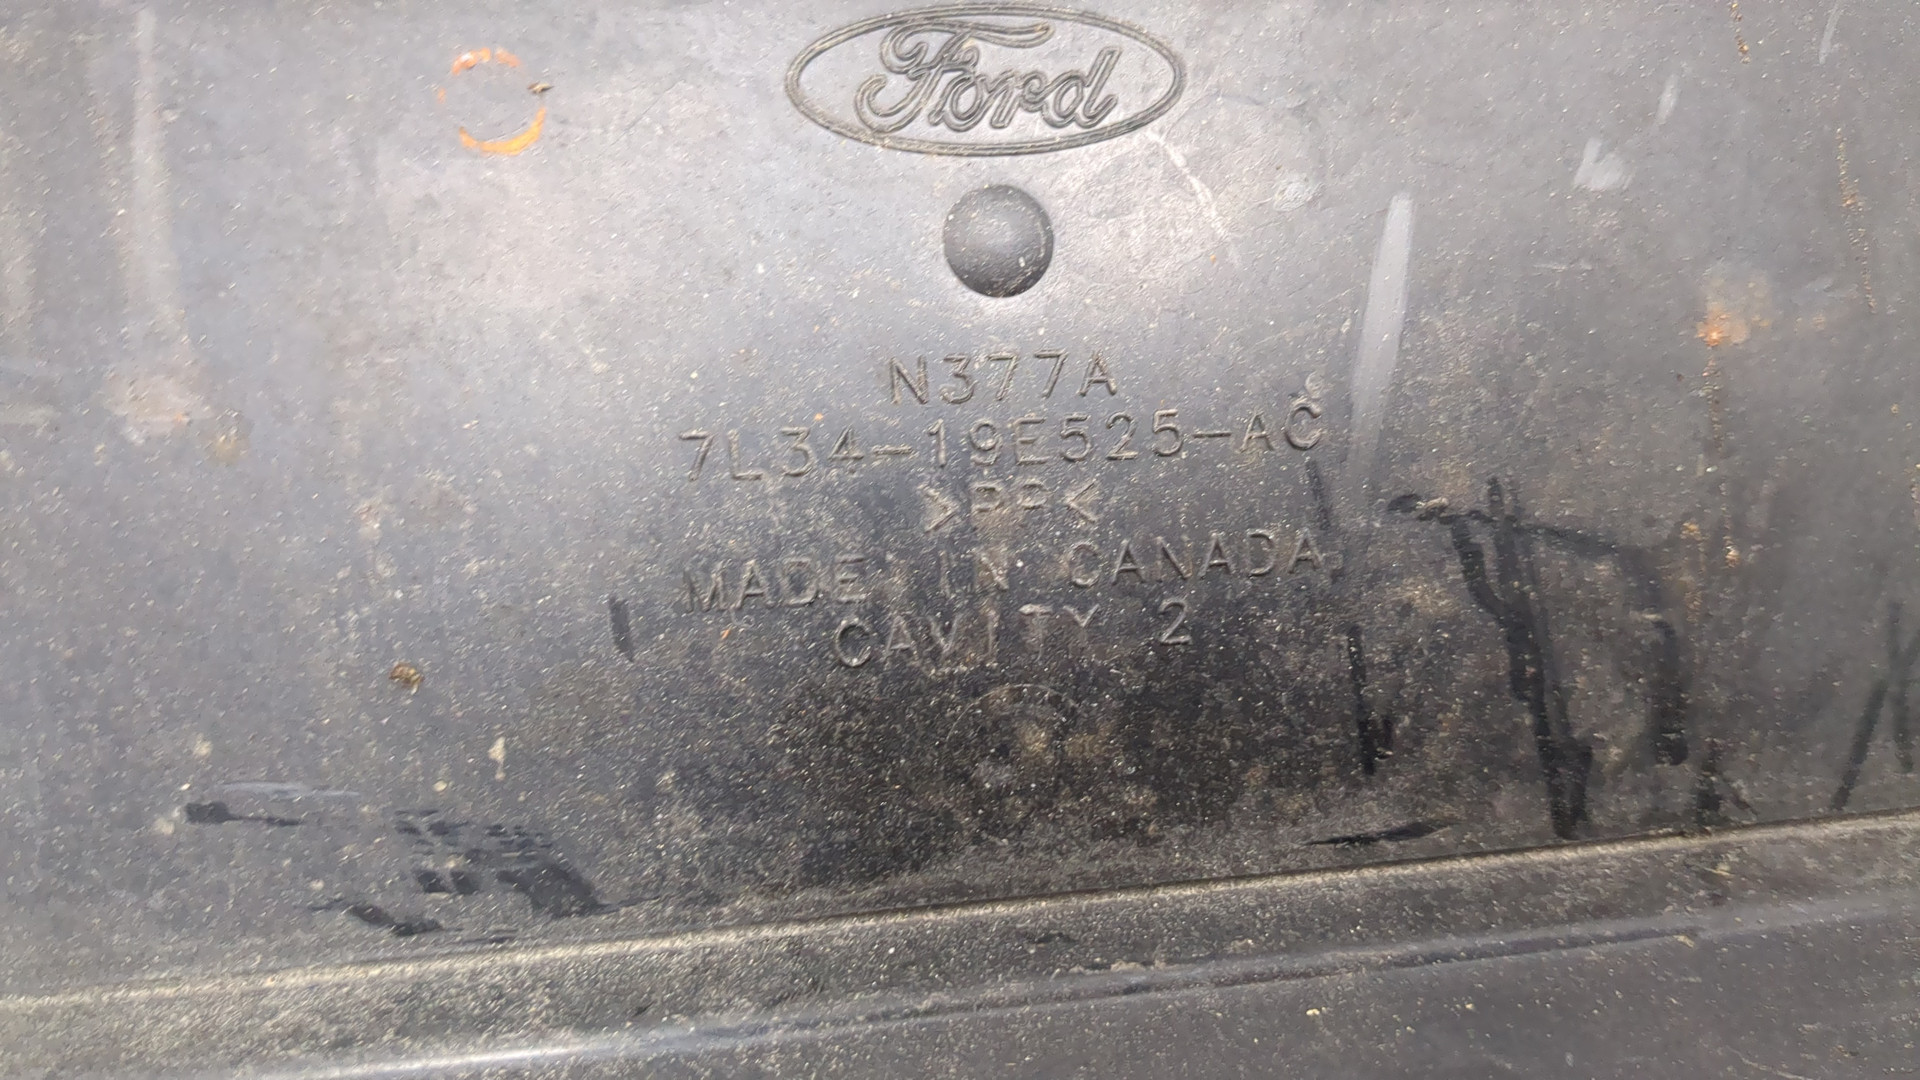 Ford
N377A
7L34-19E525-AC
>PP<
MADE IN CANADA
CAVITY 2